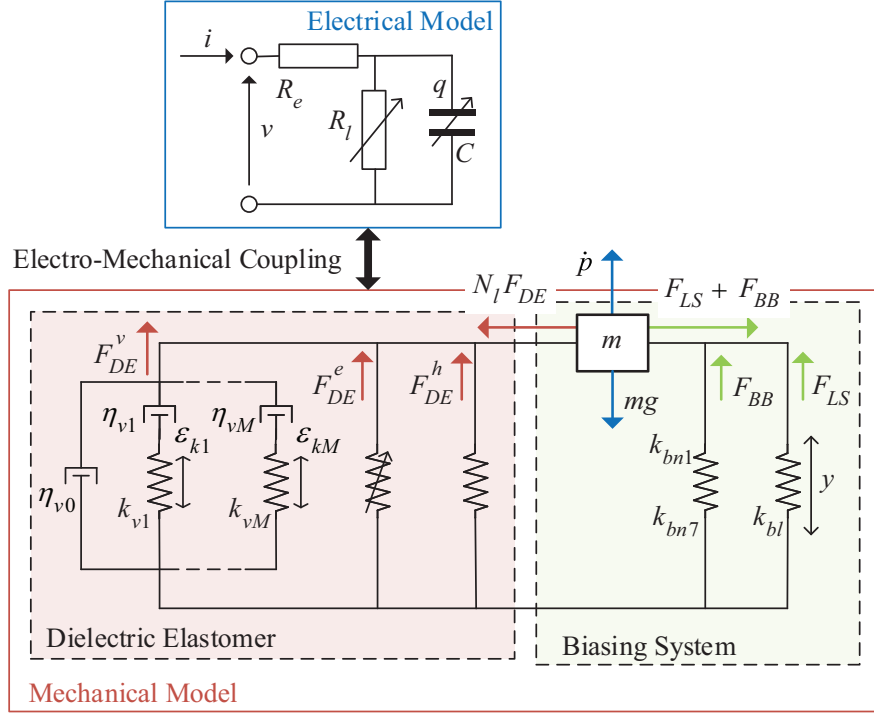 Electrical Model
i
R_e
R_l
q
v
C
Electro-Mechanical Coupling
ṗ
N_l F_DE
F_LS + F_BB
m
F_DE^v
F_DE^e
F_DE^h
mg
F_BB
F_LS
η_v1
η_vM
ε_k1
ε_kM
η_v0
k_v1
k_vM
k_bn1
k_bn7
k_bl
y
Dielectric Elastomer
Biasing System
Mechanical Model